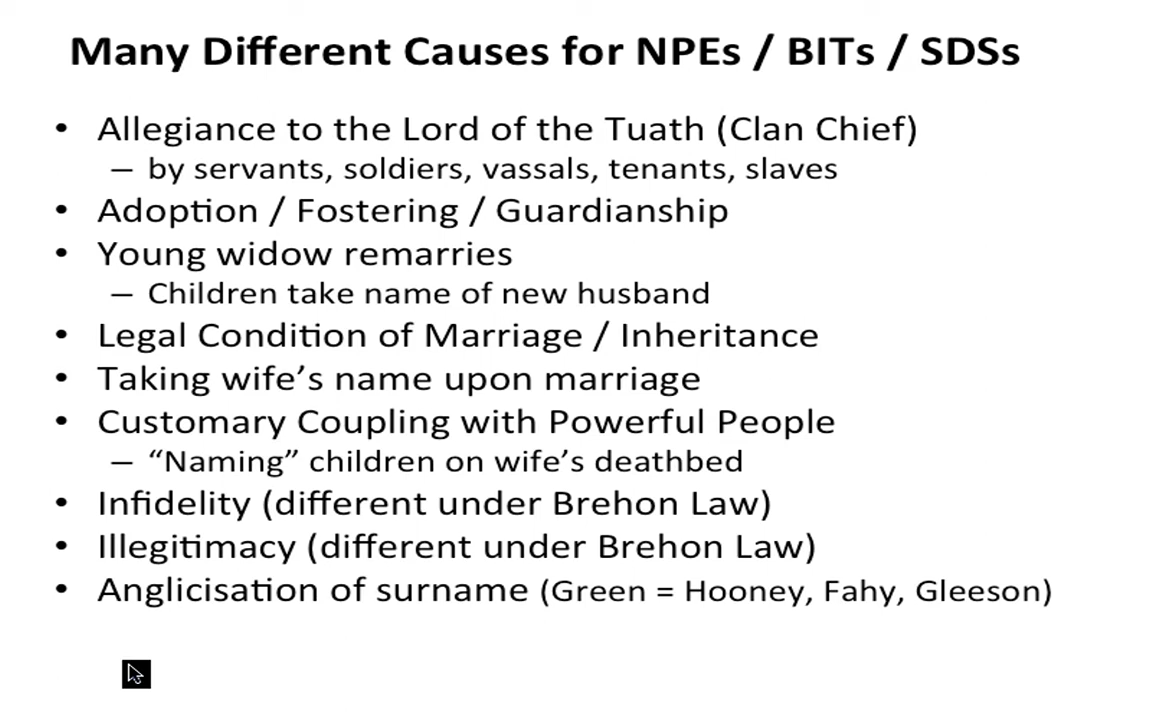 Many Different Causes for NPEs / BITs / SDSs
• Allegiance to the Lord of the Tuath (Clan Chief)
– by servants, soldiers, vassals, tenants, slaves
• Adoption / Fostering / Guardianship
• Young widow remarries
– Children take name of new husband
• Legal Condition of Marriage / Inheritance
• Taking wife’s name upon marriage
• Customary Coupling with Powerful People
– “Naming” children on wife’s deathbed
• Infidelity (different under Brehon Law)
• Illegitimacy (different under Brehon Law)
• Anglicisation of surname (Green = Hooney, Fahy, Gleeson)